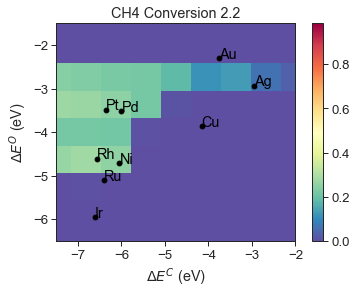 CH4 Conversion 2.2
−2
−3
−4
−5
−6
ΔE^O (eV)
Au
Ag
Pt
Pd
Cu
Rh
Ni
Ru
Ir
−7
−6
−5
−4
−3
−2
ΔE^C (eV)
0.8
0.6
0.4
0.2
0.0